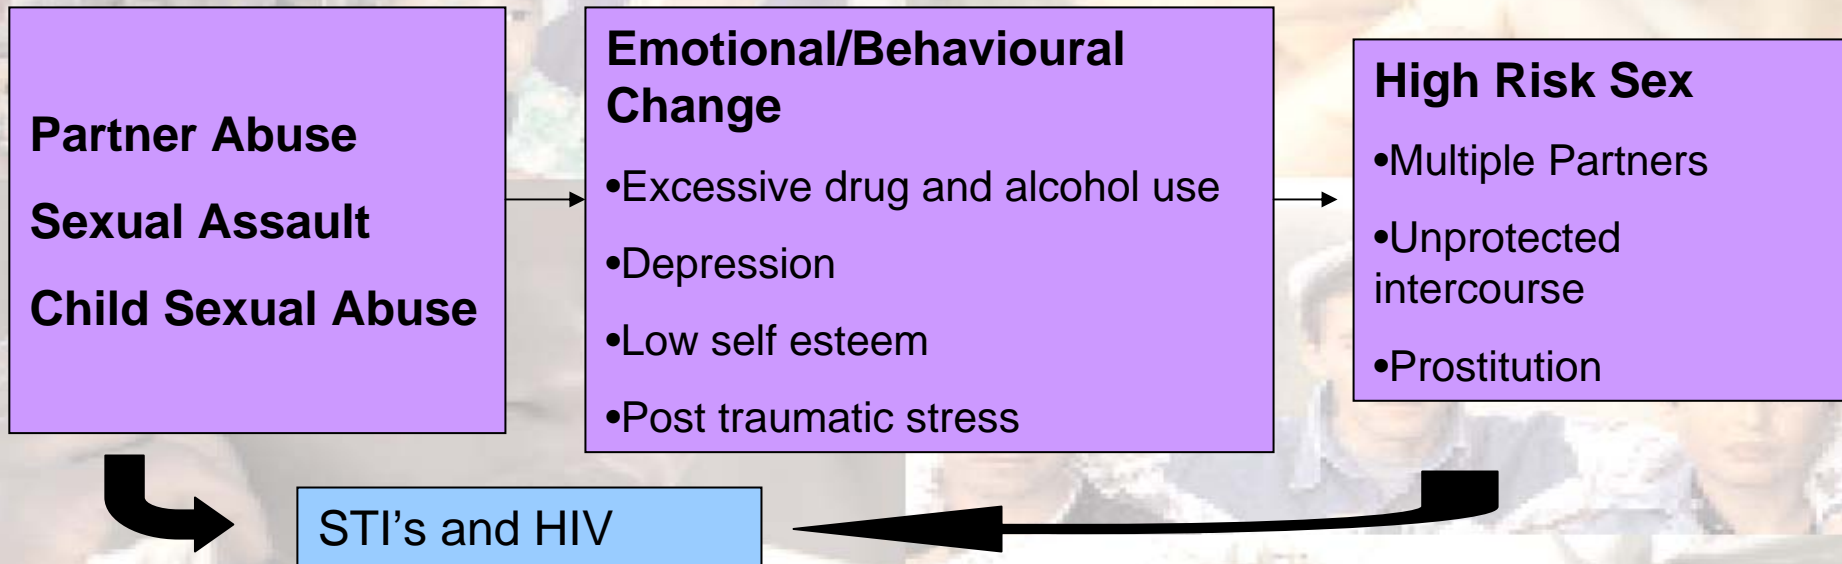 Partner Abuse
Sexual Assault
Child Sexual Abuse
Emotional/Behavioural
Change
•Excessive drug and alcohol use
•Depression
•Low self esteem
•Post traumatic stress
High Risk Sex
•Multiple Partners
•Unprotected
intercourse
•Prostitution
STI's and HIV